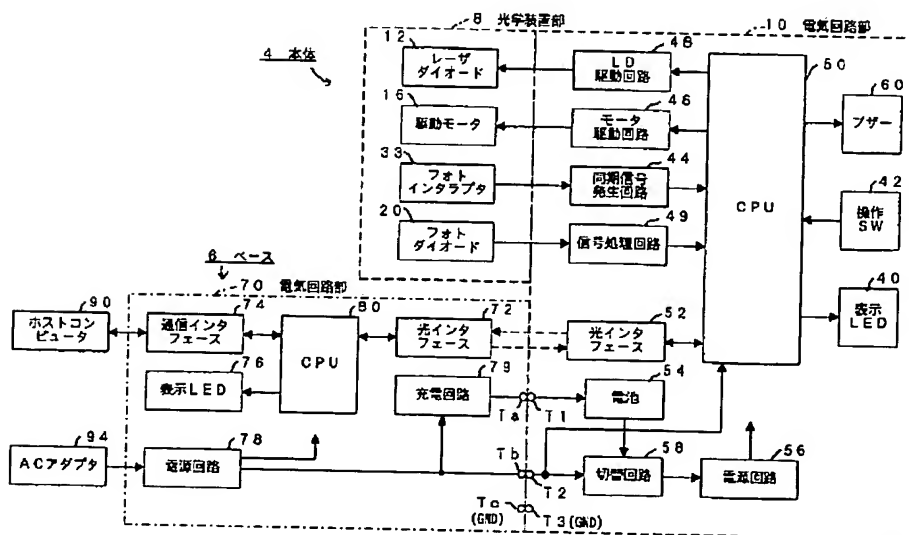 8 光学装置部
10 電気回路部
4 本体
12
レーザ
ダイオード
48
LD
駆動回路
50
CPU
60
ブザー
16
駆動モータ
46
モータ
駆動回路
33
フォト
インタラプタ
44
同期信号
発生回路
42
操作
SW
20
フォト
ダイオード
49
信号処理回路
40
表示
LED
6 ベース
70 電気回路部
90
ホストコン
ピュータ
74
通信インタ
フェース
80
CPU
72
光インタ
フェース
52
光インタ
フェース
76
表示LED
79
充電回路
Ta
T1
54
電池
94
ACアダプタ
78
電源回路
Tb
T2
58
切替回路
56
電源回路
Tc
(GND)
T3(GND)